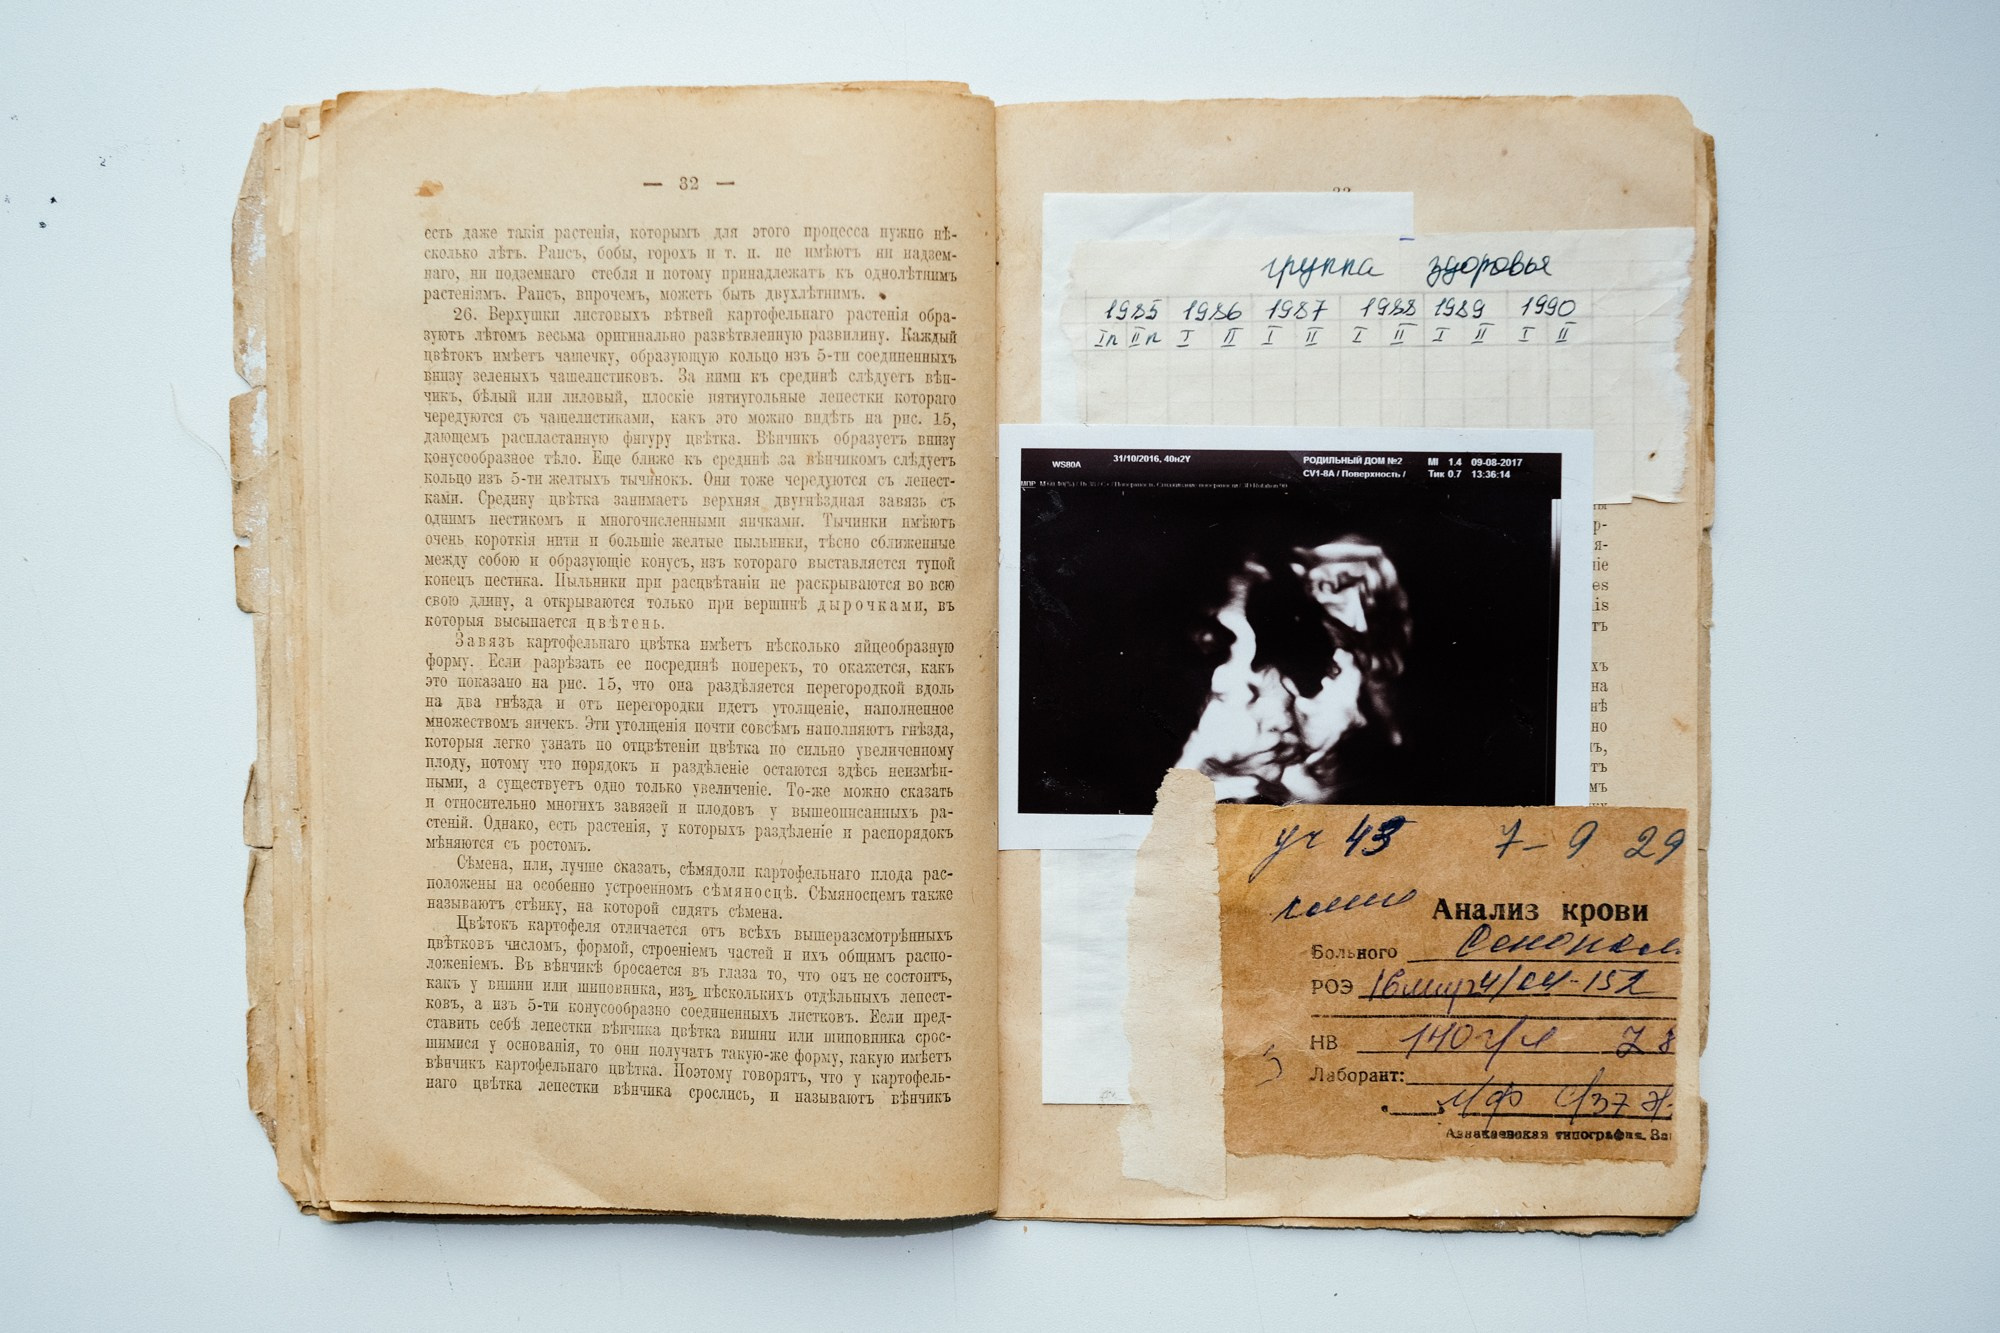 — 32 —
есть даже такія растенія, которымъ для этого процесса нужно нѣ-
сколько лѣтъ. Рапсъ, бобы, горохъ и т. п. не имѣютъ ни надзем-
наго, ни подземнаго стебля и потому принадлежатъ къ однолѣтнимъ
растеніямъ. Рапсъ, впрочемъ, можетъ быть двухлѣтнимъ.
26. Верхушки листовыхъ вѣтвей картофельнаго растенія обра-
зуютъ лѣтомъ весьма оригинально развѣтвленную развилину. Каждый
цвѣтокъ имѣетъ чашечку, образующую кольцо изъ 5-ти соединенныхъ
внизу зеленыхъ чашелистиковъ. За ними къ срединѣ слѣдуетъ вѣн-
чикъ, бѣлый или лиловый, плоскіе пятиугольные лепестки котораго
чередуются съ чашелистиками, какъ это можно видѣть на рис. 15,
дающемъ распластанную фигуру цвѣтка. Вѣнчикъ образуетъ внизу
конусообразное тѣло. Еще ближе къ срединѣ за вѣнчикомъ слѣдуетъ
кольцо изъ 5-ти желтыхъ тычинокъ. Они тоже чередуются съ лепест-
ками. Средину цвѣтка занимаетъ верхняя двугнѣздная завязь съ
однимъ пестикомъ и многочисленными яичками. Тычинки имѣютъ
очень короткія нити и большіе желтые пыльники, тѣсно сближенные
между собою и образующіе конусъ, изъ котораго выставляется тупой
конецъ пестика. Пыльники при расцвѣтаніи не раскрываются во всю
свою длину, а открываются только при вершинѣ дырочками, въ
которыя высыпается цвѣтень.
Завязь картофельнаго цвѣтка имѣетъ нѣсколько яйцеобразную
форму. Если разрѣзать ее посрединѣ поперекъ, то окажется, какъ
это показано на рис. 15, что она раздѣляется перегородкой вдоль
на два гнѣзда и отъ перегородки идетъ утолщеніе, наполненное
множествомъ яичекъ. Эти утолщенія почти совсѣмъ наполняютъ гнѣзда,
которыя легко узнать по отцвѣтеніи цвѣтка по сильно увеличенному
плоду, потому что порядокъ и раздѣленіе остаются здѣсь неизмѣн-
ными, а существуетъ одно только увеличеніе. То-же можно сказать
и относительно многихъ завязей и плодовъ у вышеописанныхъ ра-
стеній. Однако, есть растенія, у которыхъ раздѣленіе и распорядокъ
мѣняются съ ростомъ.
Сѣмена, или, лучше сказать, сѣмядоли картофельнаго плода рас-
положены на особенно устроенномъ сѣмяносцѣ. Сѣмяносцемъ также
называютъ стѣнку, на которой сидятъ сѣмена.
Цвѣтокъ картофеля отличается отъ всѣхъ вышеразсмотрѣнныхъ
цвѣтковъ числомъ, формой, строеніемъ частей и ихъ общимъ распо-
ложеніемъ. Въ вѣнчикѣ бросается въ глаза то, что онъ не состоитъ,
какъ у вишни или шиповника, изъ нѣсколькихъ отдѣльныхъ лепест-
ковъ, а изъ 5-ти конусообразно соединенныхъ листковъ. Если пред-
ставить себѣ лепестки вѣнчика цвѣтка вишни или шиповника срос-
шимися у основанія, то они получатъ такую-же форму, какую имѣетъ
вѣнчикъ картофельнаго цвѣтка. Поэтому говорятъ, что у картофель-
наго цвѣтка лепестки вѣнчика срослись, и называютъ вѣнчикъ
группа здоровья
1985 1986 1987 1988 1989 1990
Iп IIп I II I II I II I II I II
WS80A 31/10/2016, 40н2Y РОДИЛЬНЫЙ ДОМ №2 MI 1.4 09-08-2017
CV1-8A / Поверхность / Тик 0.7 13:36:14
уч 43 7-9 29
Анализ крови
Больного
РОЭ
НВ 140 г/л
Лаборант:
Азнакаевская типография. За